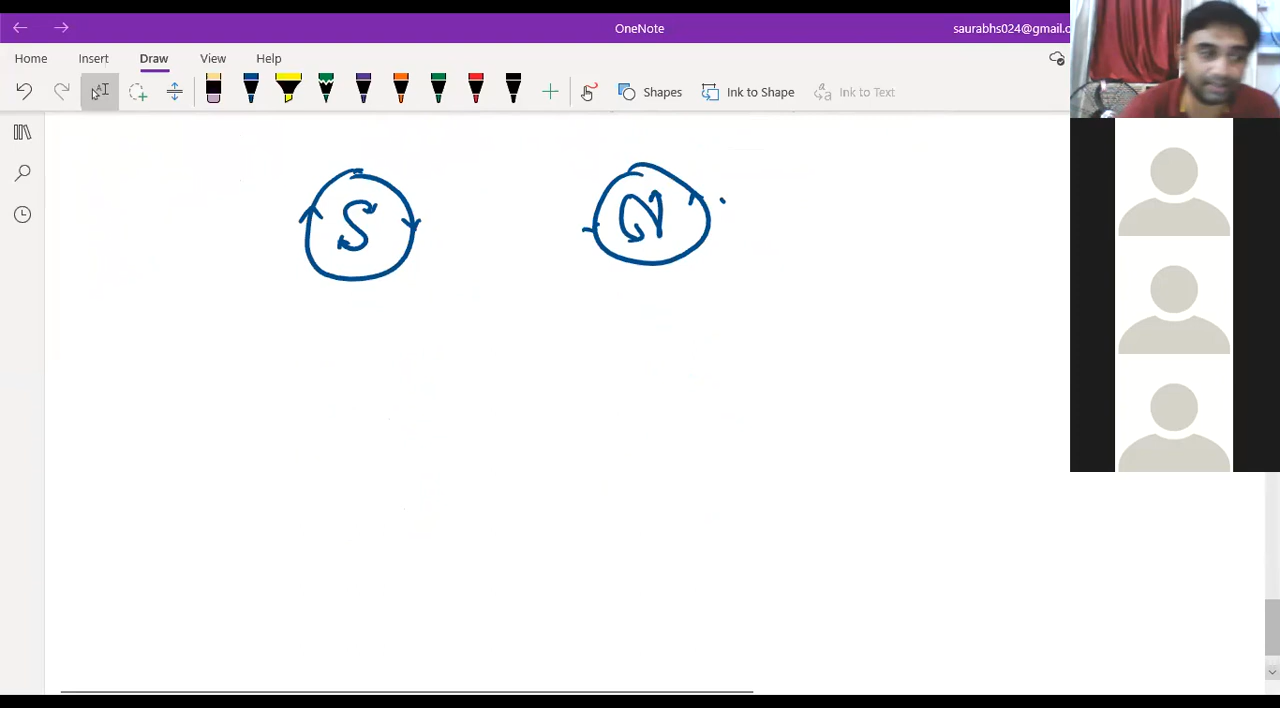 OneNote
saurabhs024@gmail.c
Home Insert Draw View Help
Shapes Ink to Shape Ink to Text
S N